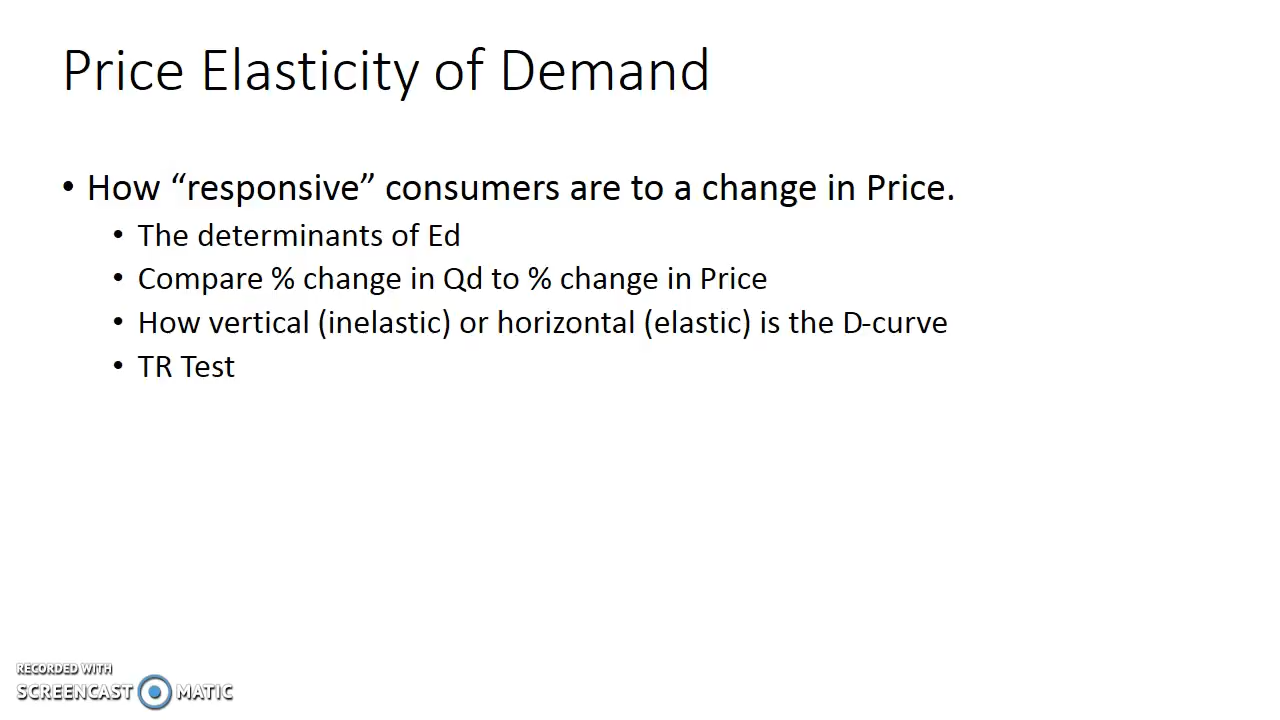 Price Elasticity of Demand
• How “responsive” consumers are to a change in Price.
• The determinants of Ed
• Compare % change in Qd to % change in Price
• How vertical (inelastic) or horizontal (elastic) is the D-curve
• TR Test
RECORDED WITH
SCREENCAST MATIC